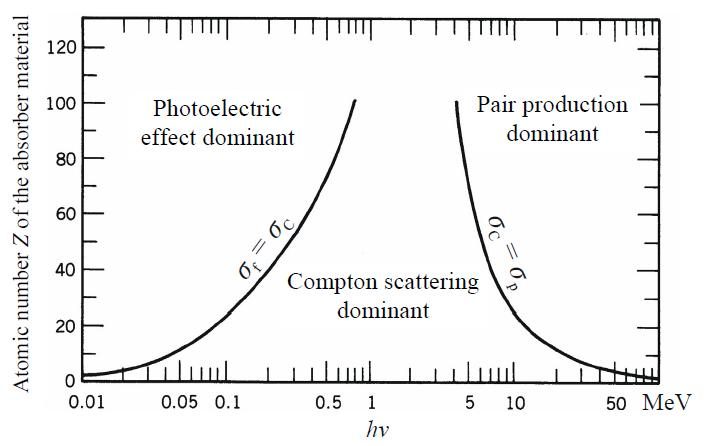 Atomic number Z of the absorber material
120
100
80
60
40
20
0
Photoelectric
effect dominant
Pair production
dominant
σf = σC
σC = σp
Compton scattering
dominant
0.01 0.05 0.1 0.5 1 5 10 50 MeV
hν